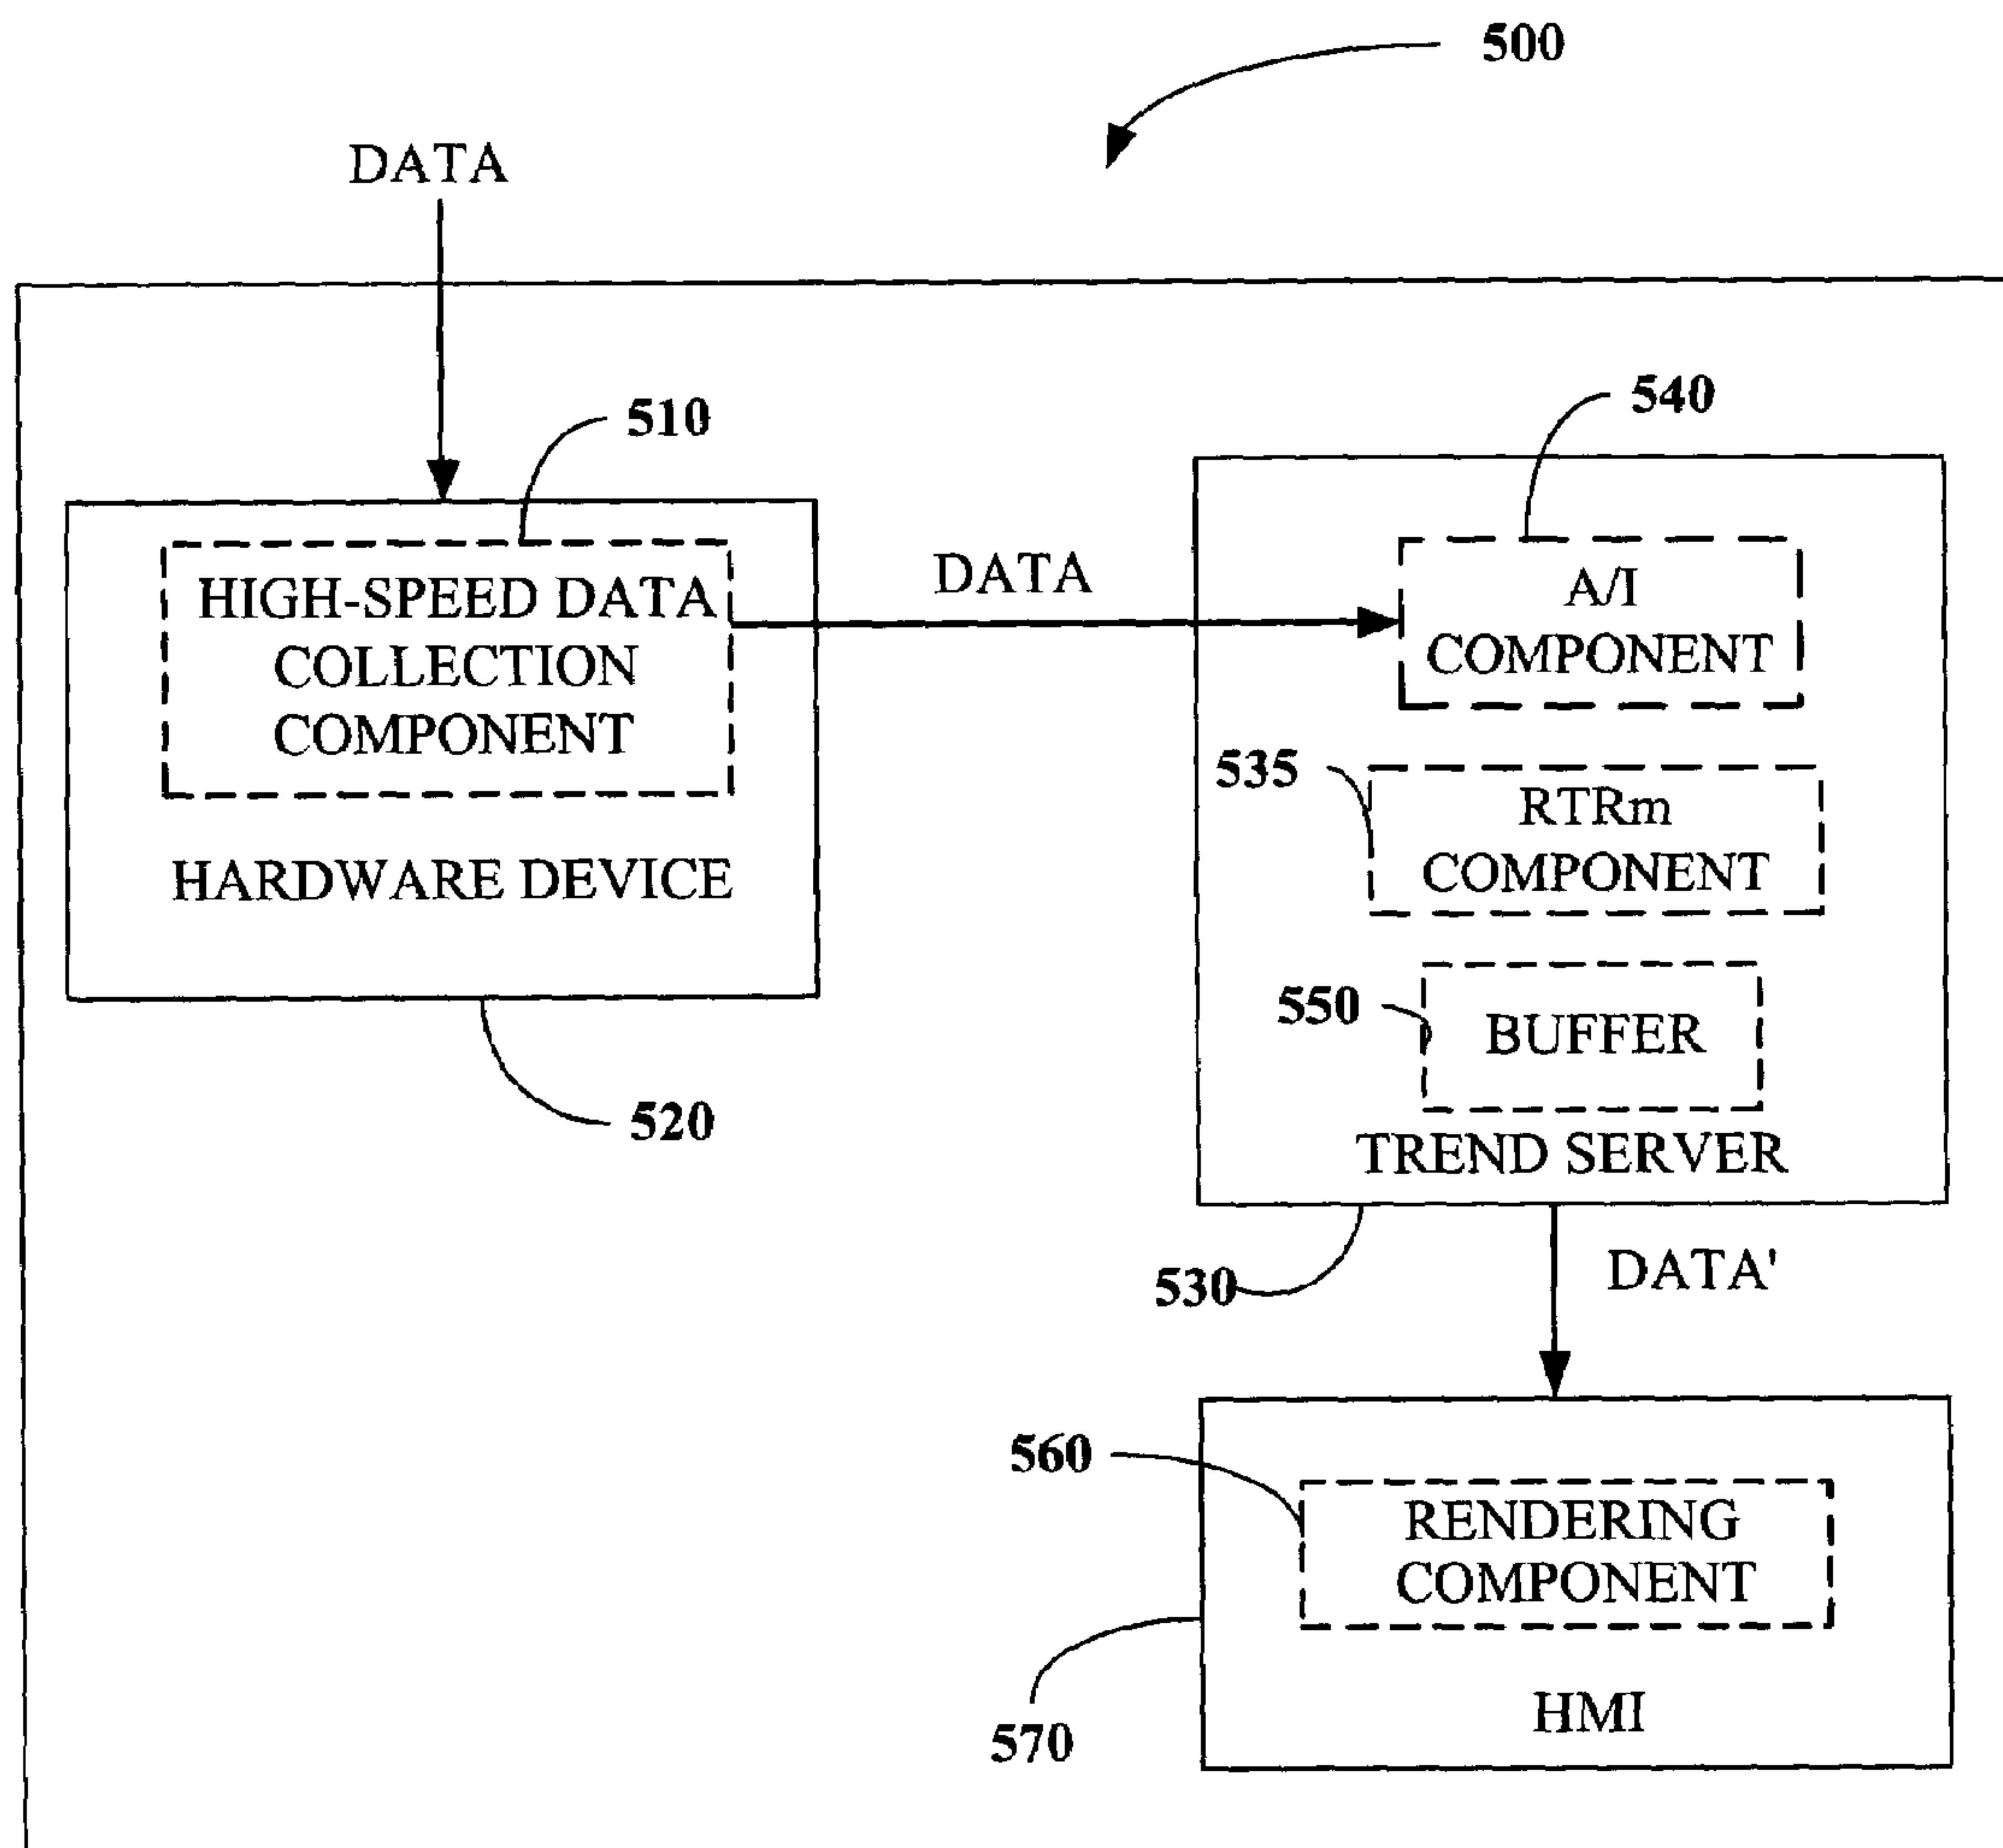 500
DATA
510
HIGH-SPEED DATA
COLLECTION
COMPONENT
HARDWARE DEVICE
520
DATA
540
A/I
COMPONENT
535
RTRm
COMPONENT
550
BUFFER
TREND SERVER
530
DATA'
560
RENDERING
COMPONENT
HMI
570